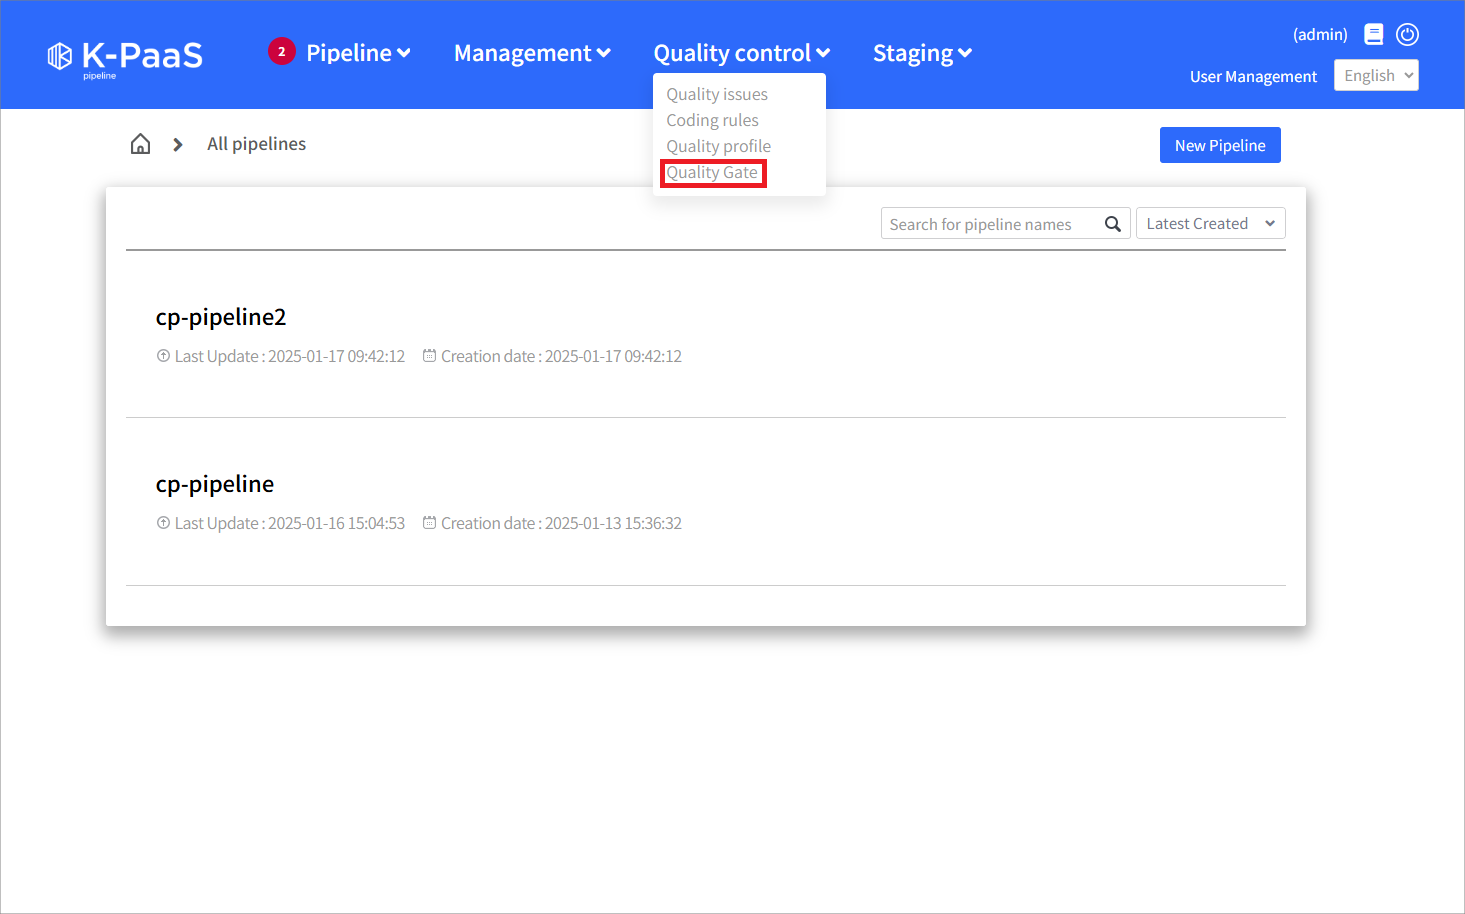 K-PaaS
pipeline
2
Pipeline
Management
Quality control
Staging
(admin)
User Management
English
Quality issues
Coding rules
Quality profile
Quality Gate
All pipelines
New Pipeline
Search for pipeline names
Latest Created
cp-pipeline2
Last Update : 2025-01-17 09:42:12 Creation date : 2025-01-17 09:42:12
cp-pipeline
Last Update : 2025-01-16 15:04:53 Creation date : 2025-01-13 15:36:32